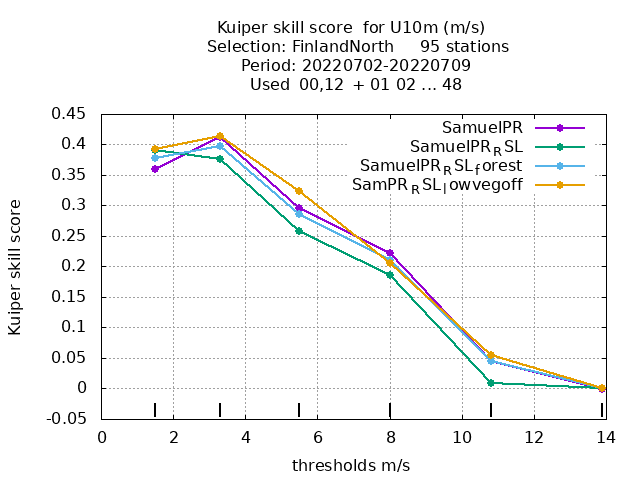 Kuiper skill score  for U10m (m/s)
Selection: FinlandNorth     95 stations
Period: 20220702-20220709
Used  00,12  + 01 02 ... 48
0.45
0.4
0.35
0.3
0.25
0.2
0.15
0.1
0.05
0
-0.05
Kuiper skill score
SamuelPR
SamuelPR_RSL
SamuelPR_RSL_forest
SamPR_RSL_lowvegoff
0 2 4 6 8 10 12 14
thresholds m/s